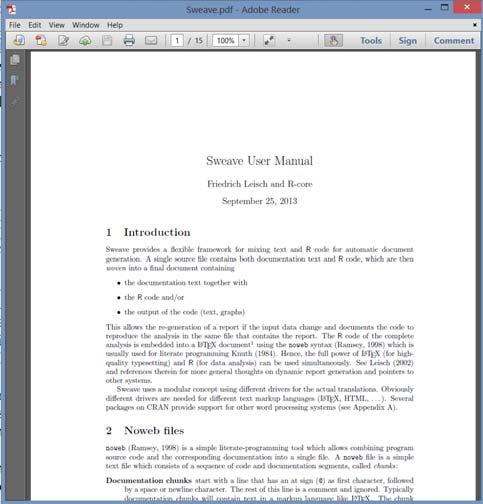 Sweave.pdf - Adobe Reader
File Edit View Window Help
1 / 15 100% Tools Sign Comment
Sweave User Manual
Friedrich Leisch and R-core
September 25, 2013
1 Introduction
Sweave provides a flexible framework for mixing text and R code for automatic document
generation. A single source file contains both documentation text and R code, which are then
woven into a final document containing
• the documentation text together with
• the R code and/or
• the output of the code (text, graphs)
This allows the re-generation of a report if the input data change and documents the code to
reproduce the analysis in the same file that contains the report. The R code of the complete
analysis is embedded into a LATEX document¹ using the noweb syntax (Ramsey, 1998) which is
usually used for literate programming Knuth (1984). Hence, the full power of LATEX (for high-
quality typesetting) and R (for data analysis) can be used simultaneously. See Leisch (2002)
and references therein for more general thoughts on dynamic report generation and pointers to
other systems.
Sweave uses a modular concept using different drivers for the actual translations. Obviously
different drivers are needed for different text markup languages (LATEX, HTML, ...). Several
packages on CRAN provide support for other word processing systems (see Appendix A).
2 Noweb files
noweb (Ramsey, 1998) is a simple literate-programming tool which allows combining program
source code and the corresponding documentation into a single file. A noweb file is a simple
text file which consists of a sequence of code and documentation segments, called chunks:
Documentation chunks start with a line that has an at sign (@) as first character, followed
by a space or newline character. The rest of this line is a comment and ignored. Typically
documentation chunks will contain text in a markup language like LATEX. The chunk